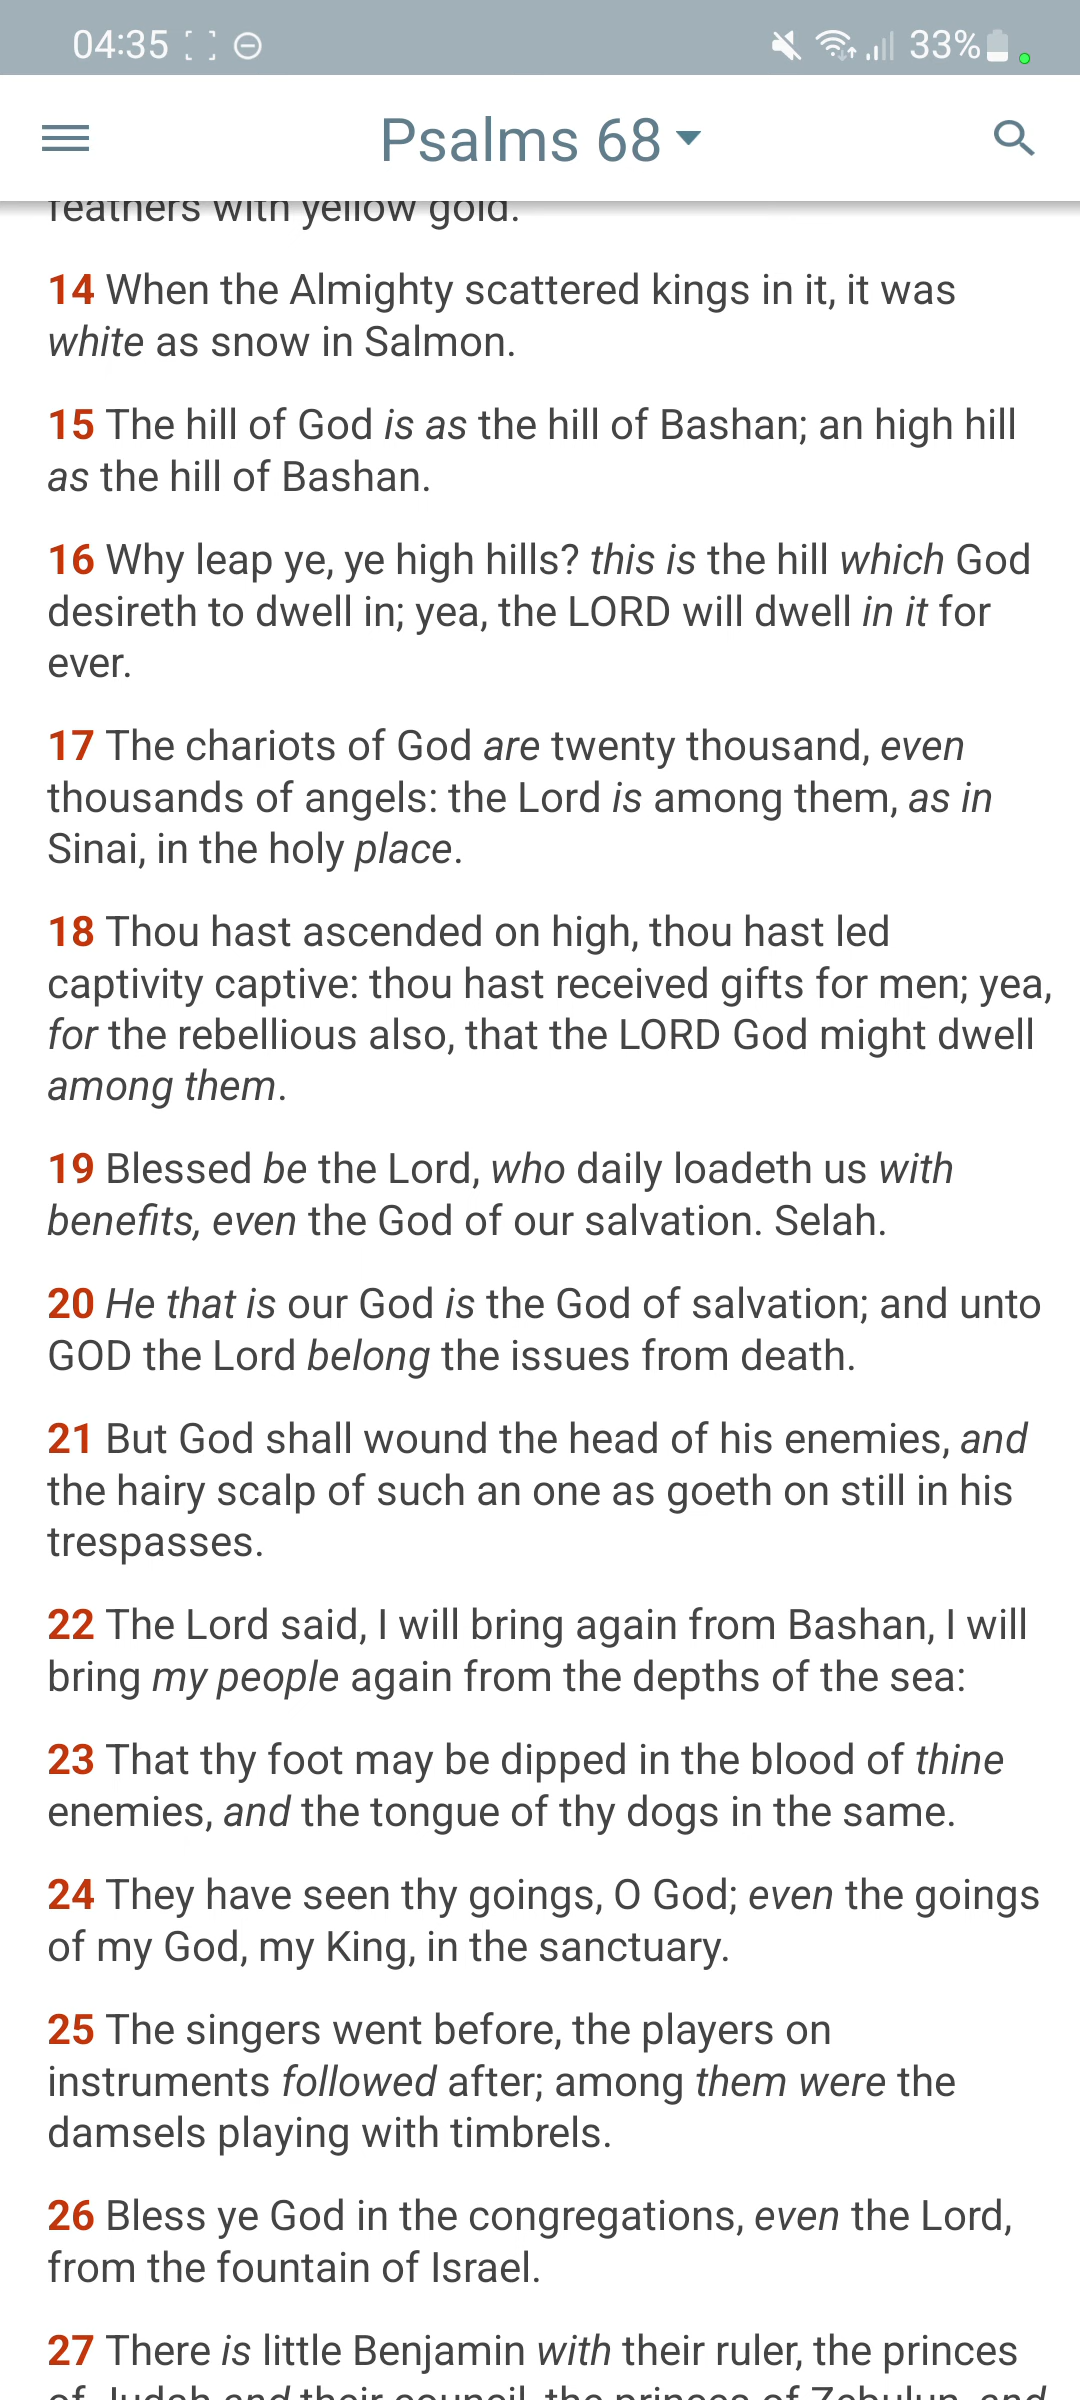 04:35 33%
Psalms 68
feathers with yellow gold.
14 When the Almighty scattered kings in it, it was
white as snow in Salmon.
15 The hill of God is as the hill of Bashan; an high hill
as the hill of Bashan.
16 Why leap ye, ye high hills? this is the hill which God
desireth to dwell in; yea, the LORD will dwell in it for
ever.
17 The chariots of God are twenty thousand, even
thousands of angels: the Lord is among them, as in
Sinai, in the holy place.
18 Thou hast ascended on high, thou hast led
captivity captive: thou hast received gifts for men; yea,
for the rebellious also, that the LORD God might dwell
among them.
19 Blessed be the Lord, who daily loadeth us with
benefits, even the God of our salvation. Selah.
20 He that is our God is the God of salvation; and unto
GOD the Lord belong the issues from death.
21 But God shall wound the head of his enemies, and
the hairy scalp of such an one as goeth on still in his
trespasses.
22 The Lord said, I will bring again from Bashan, I will
bring my people again from the depths of the sea:
23 That thy foot may be dipped in the blood of thine
enemies, and the tongue of thy dogs in the same.
24 They have seen thy goings, O God; even the goings
of my God, my King, in the sanctuary.
25 The singers went before, the players on
instruments followed after; among them were the
damsels playing with timbrels.
26 Bless ye God in the congregations, even the Lord,
from the fountain of Israel.
27 There is little Benjamin with their ruler, the princes
of Judah and their council, the princes of Zebulun, and